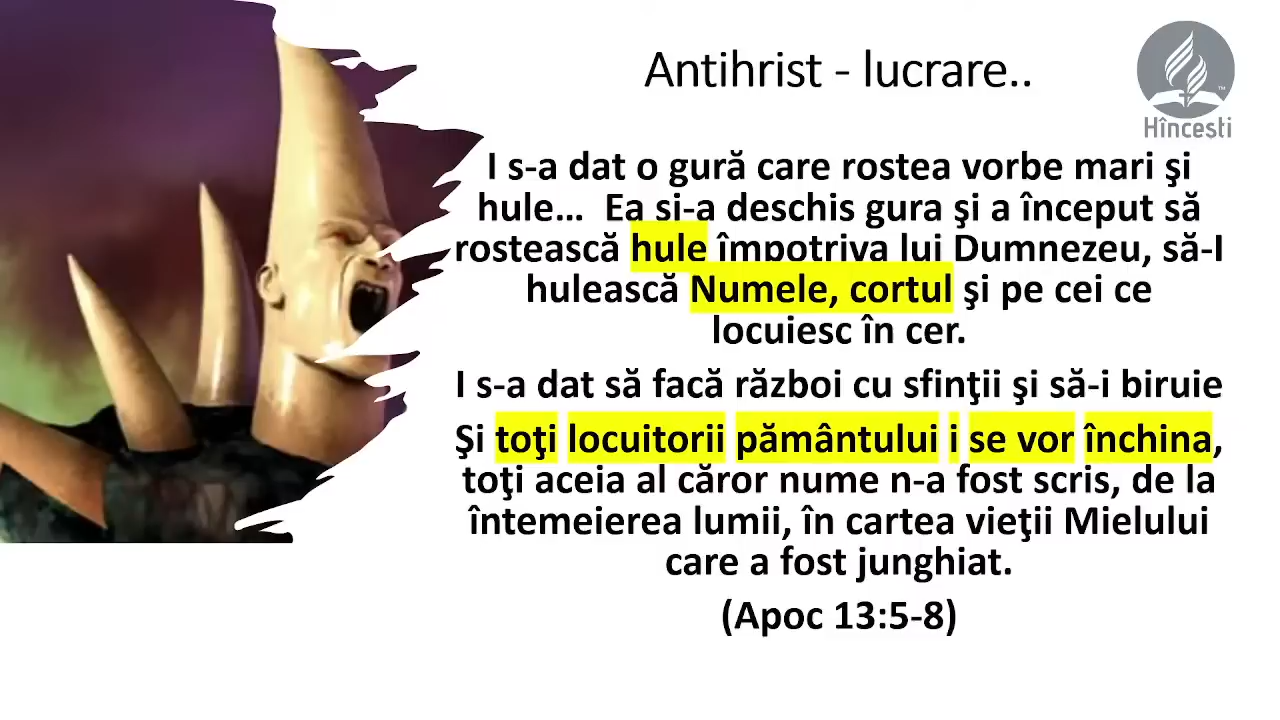 Antihrist - lucrare..
Hîncești
I s-a dat o gură care rostea vorbe mari şi
hule... Ea si-a deschis gura şi a început să
rostească hule împotriva lui Dumnezeu, să-I
hulească Numele, cortul şi pe cei ce
locuiesc în cer.
I s-a dat să facă război cu sfinţii şi să-i biruie
Şi toţi locuitorii pământului i se vor închina,
toţi aceia al căror nume n-a fost scris, de la
întemeierea lumii, în cartea vieţii Mielului
care a fost junghiat.
(Apoc 13:5-8)